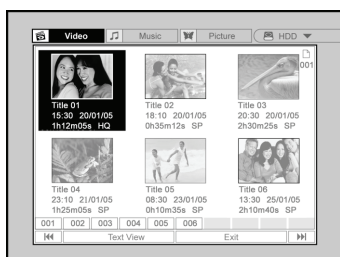 Video Music Picture HDD
001
Title 01
15:30 20/01/05
1h12m05s HQ
Title 02
18:10 20/01/05
0h35m12s SP
Title 03
20:30 20/01/05
2h30m25s SP
Title 04
23:10 21/01/05
1h25m05s SP
Title 05
08:30 23/01/05
0h10m35s SP
Title 06
13:30 25/01/05
2h10m40s SP
001 002 003 004 005 006
Text View Exit